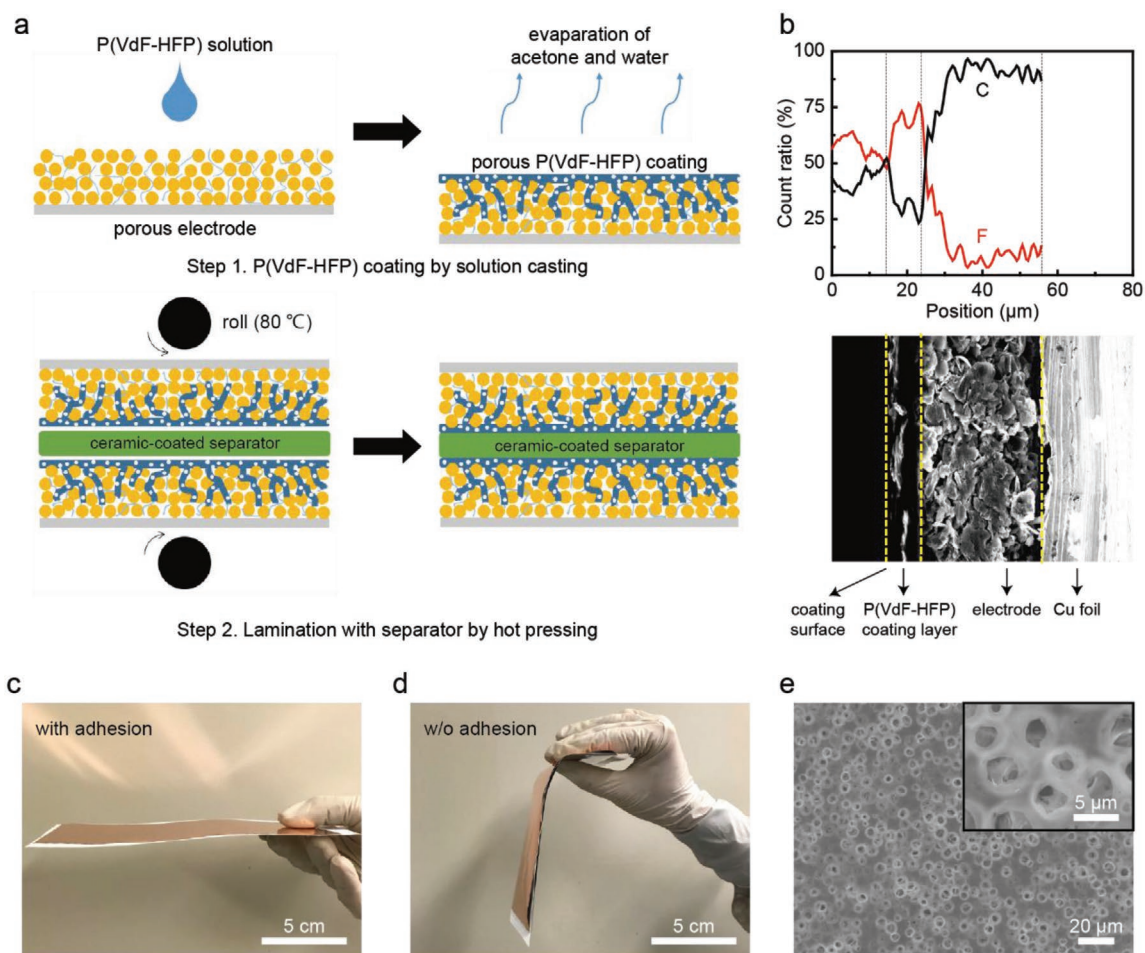 a
P(VdF-HFP) solution
evaparation of
acetone and water
porous P(VdF-HFP) coating
porous electrode
Step 1. P(VdF-HFP) coating by solution casting
roll (80 ℃)
ceramic-coated separator
ceramic-coated separator
Step 2. Lamination with separator by hot pressing
b
100
75
50
25
0
Count ratio (%)
C
F
0
20
40
60
80
Position (µm)
coating
surface
P(VdF-HFP)
coating layer
electrode
Cu foil
c
with adhesion
5 cm
d
w/o adhesion
5 cm
e
5 µm
20 µm